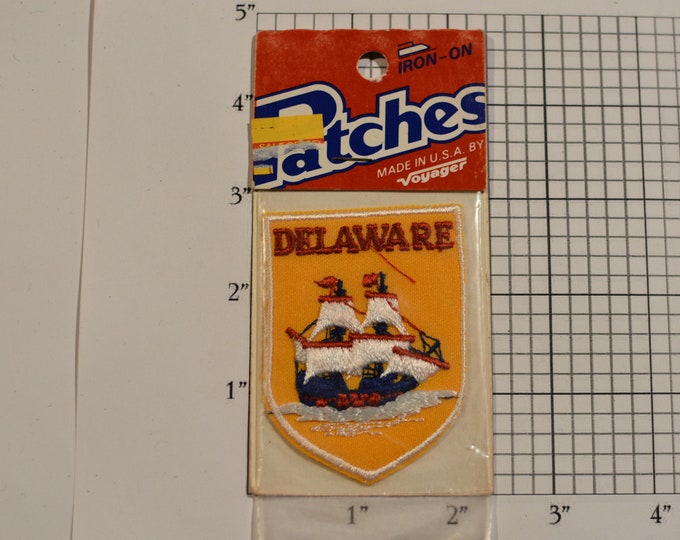 5"
IRON-ON
4"
Patches
MADE IN U.S.A. BY
Voyager
3"
DELAWARE
2"
1"
1" 2" 3" 4"